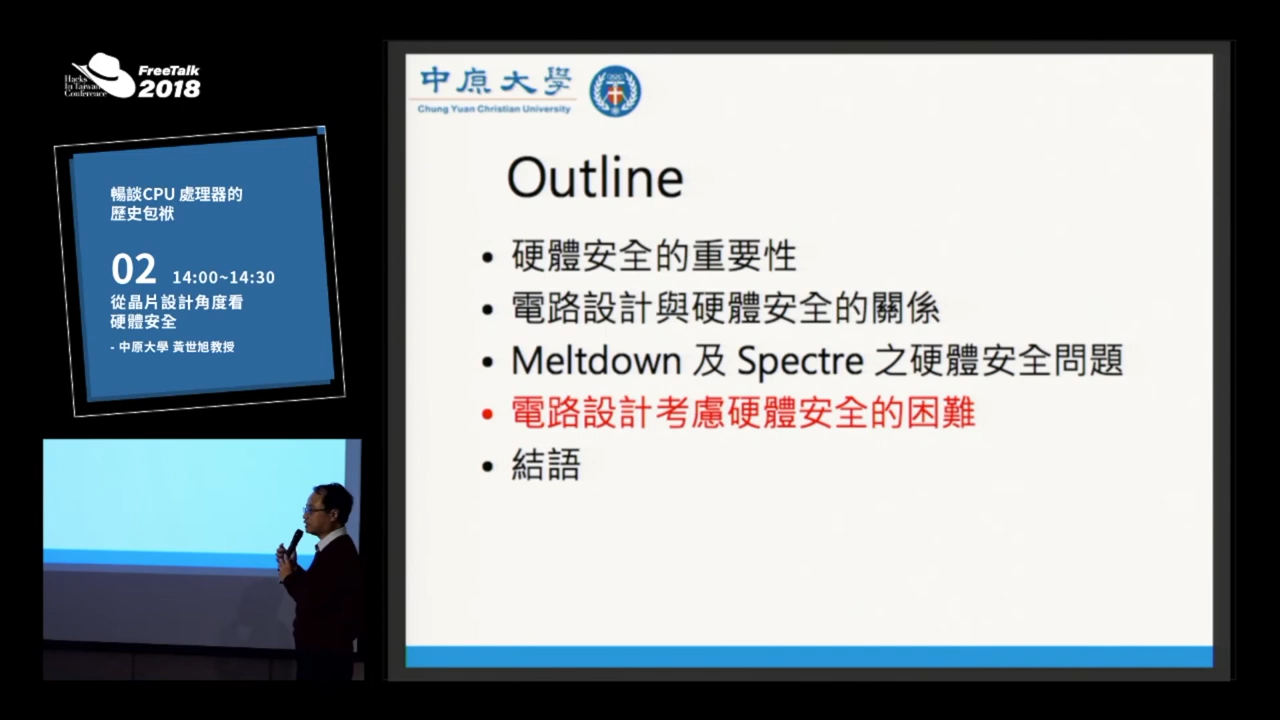 Hacks
In Taiwan
Conference
FreeTalk
2018
暢談CPU 處理器的
歷史包袱
02 14:00~14:30
從晶片設計角度看
硬體安全
- 中原大學 黃世旭教授
中原大學
Chung Yuan Christian University
Outline
• 硬體安全的重要性
• 電路設計與硬體安全的關係
• Meltdown 及 Spectre 之硬體安全問題
• 電路設計考慮硬體安全的困難
• 結語